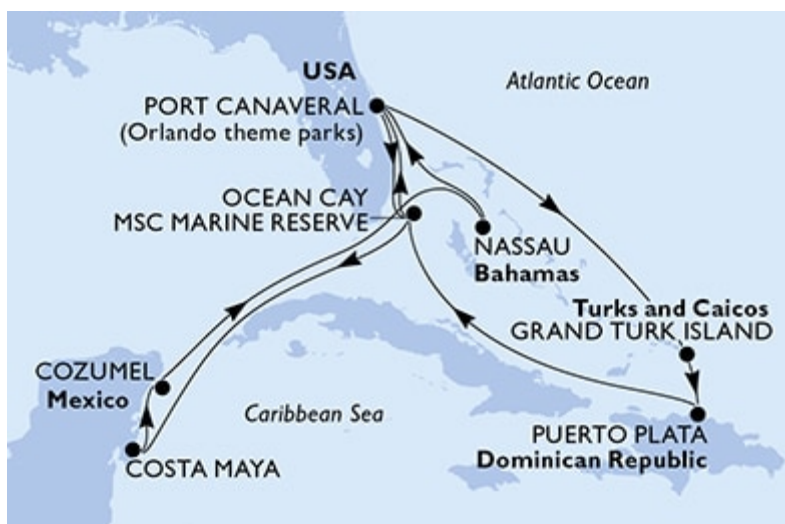 USA
Atlantic Ocean
PORT CANAVERAL
(Orlando theme parks)
OCEAN CAY
MSC MARINE RESERVE
NASSAU
Bahamas
Turks and Caicos
GRAND TURK ISLAND
COZUMEL
Mexico
Caribbean Sea
PUERTO PLATA
Dominican Republic
COSTA MAYA